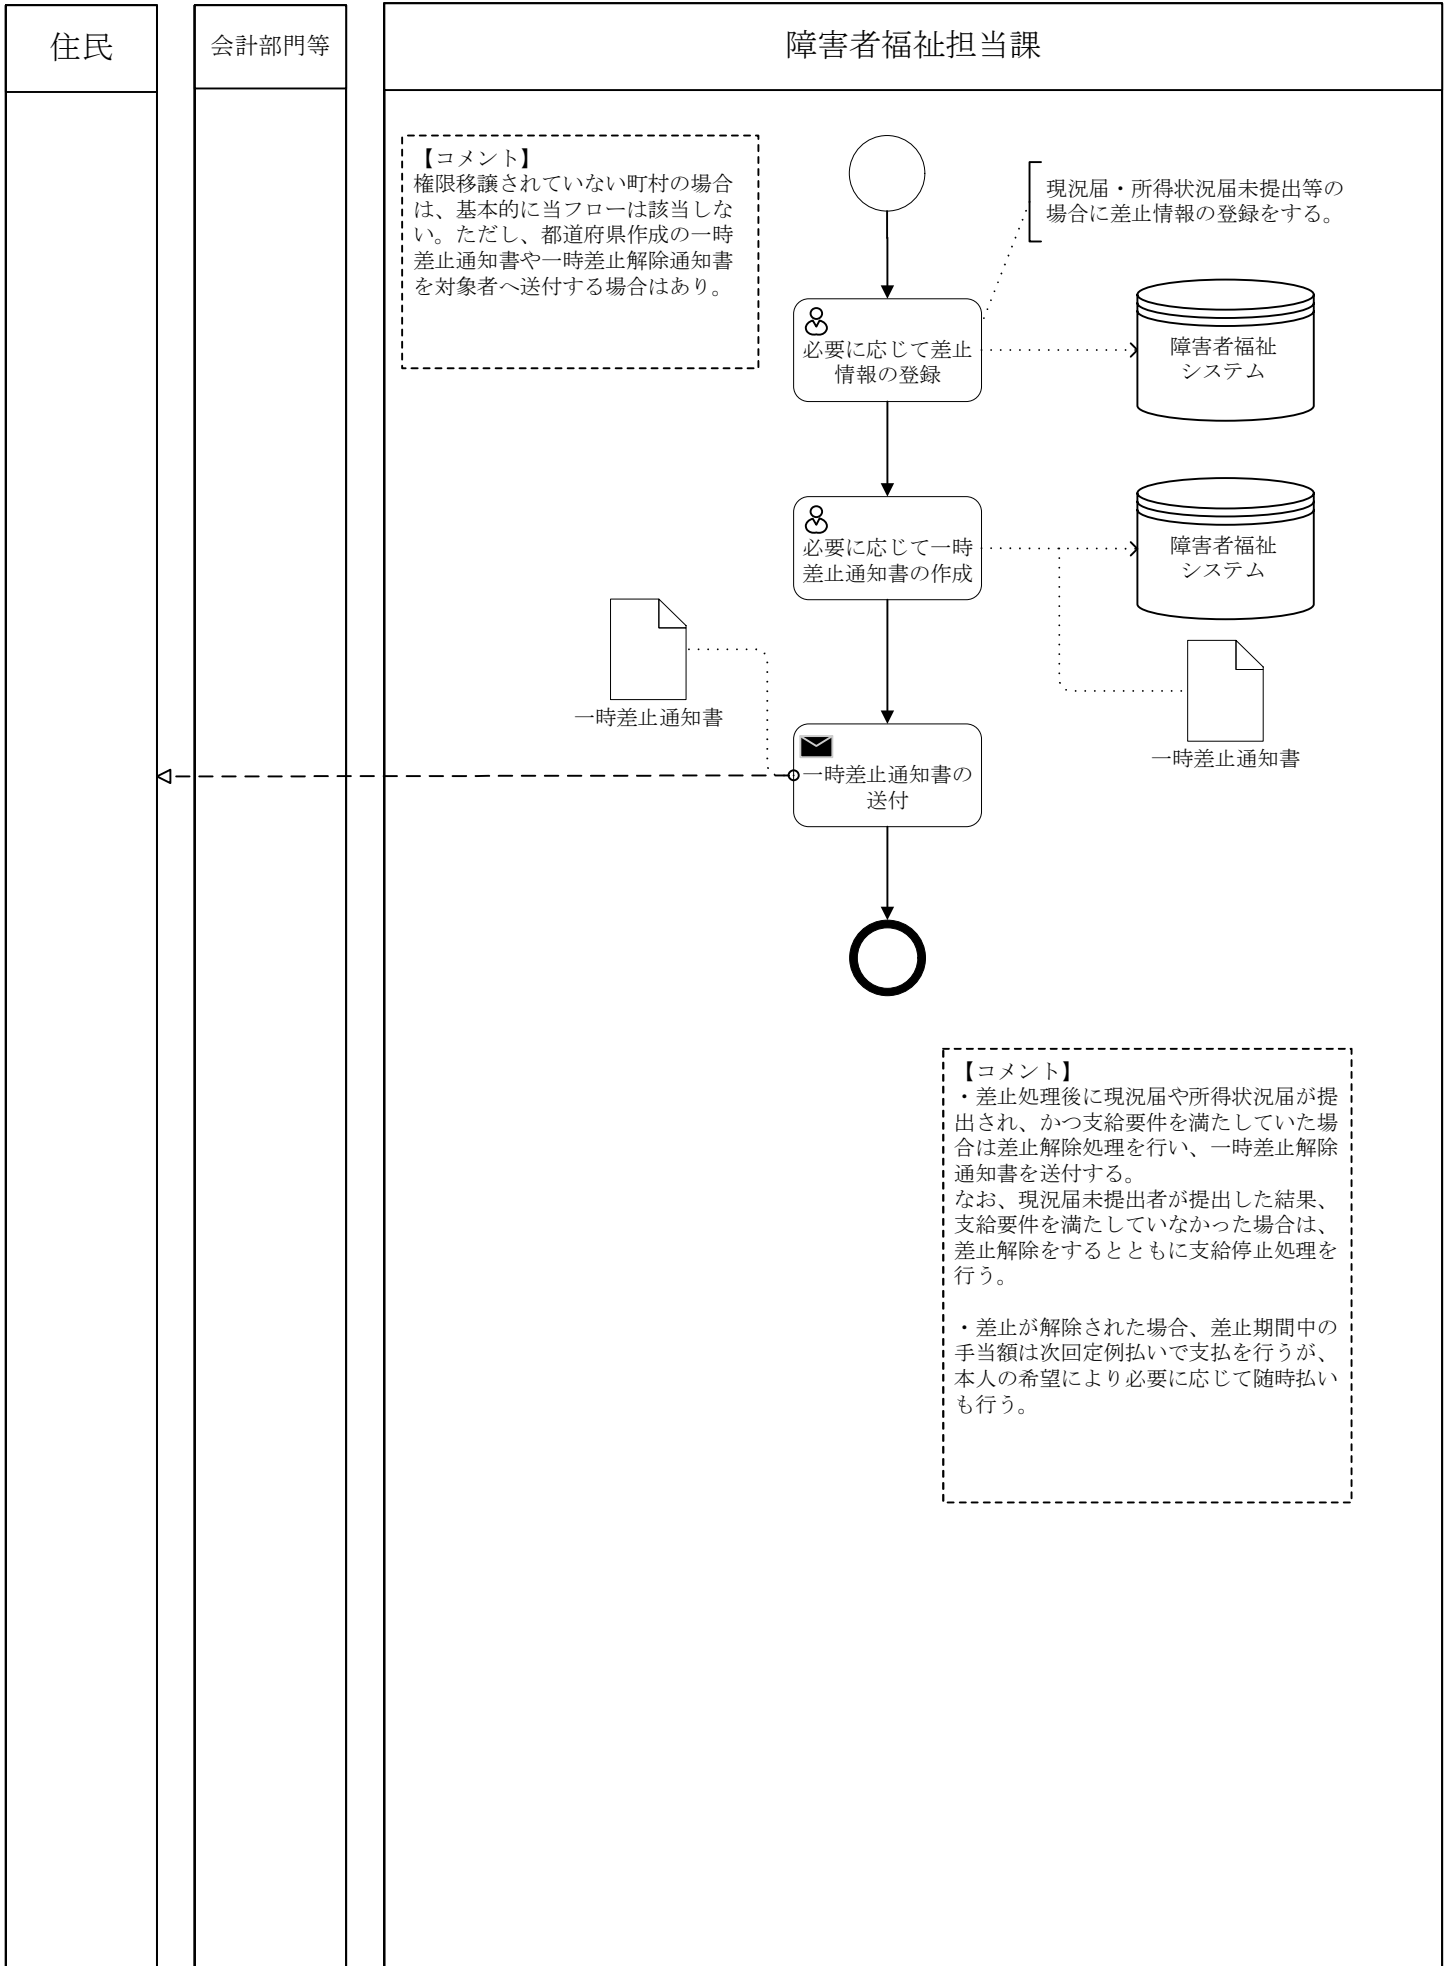 住民
会計部門等
障害者福祉担当課
【コメント】
権限移譲されていない町村の場合
は、基本的に当フローは該当しな
い。ただし、都道府県作成の一時
差止通知書や一時差止解除通知書
を対象者へ送付する場合はあり。
現況届・所得状況届未提出等の
場合に差止情報の登録をする。
必要に応じて差止
情報の登録
障害者福祉
システム
必要に応じて一時
差止通知書の作成
障害者福祉
システム
一時差止通知書
一時差止通知書
一時差止通知書の
送付
【コメント】
・差止処理後に現況届や所得状況届が提
出され、かつ支給要件を満たしていた場
合は差止解除処理を行い、一時差止解除
通知書を送付する。
なお、現況届未提出者が提出した結果、
支給要件を満たしていなかった場合は、
差止解除をするとともに支給停止処理を
行う。
・差止が解除された場合、差止期間中の
手当額は次回定例払いで支払を行うが、
本人の希望により必要に応じて随時払い
も行う。